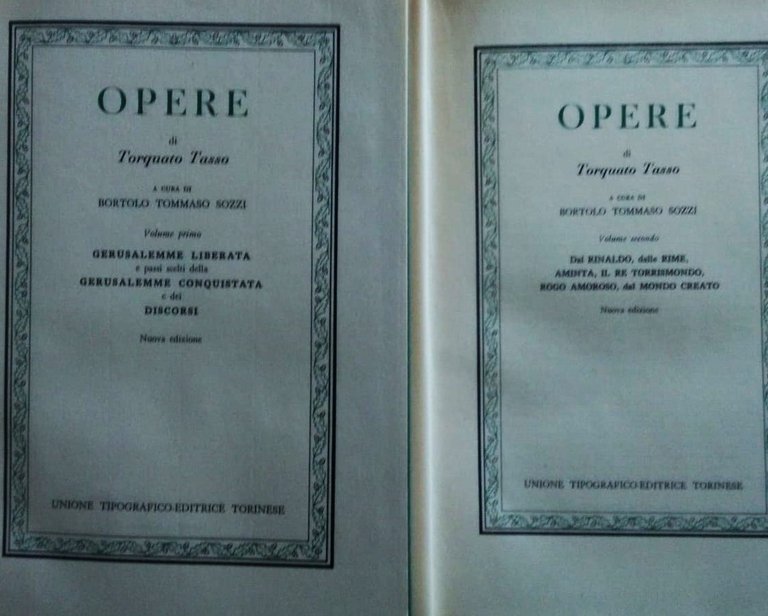 OPERE
di
Torquato Tasso
A CURA DI
BORTOLO TOMMASO SOZZI
Volume primo
GERUSALEMME LIBERATA
e passi scelti della
GERUSALEMME CONQUISTATA
e dei
DISCORSI
Nuova edizione
UNIONE TIPOGRAFICO-EDITRICE TORINESE
OPERE
di
Torquato Tasso
A CURA DI
BORTOLO TOMMASO SOZZI
Volume secondo
Dal RINALDO, dalle RIME,
AMINTA, IL RE TORRISMONDO,
ROGO AMOROSO, dal MONDO CREATO
Nuova edizione
UNIONE TIPOGRAFICO-EDITRICE TORINESE